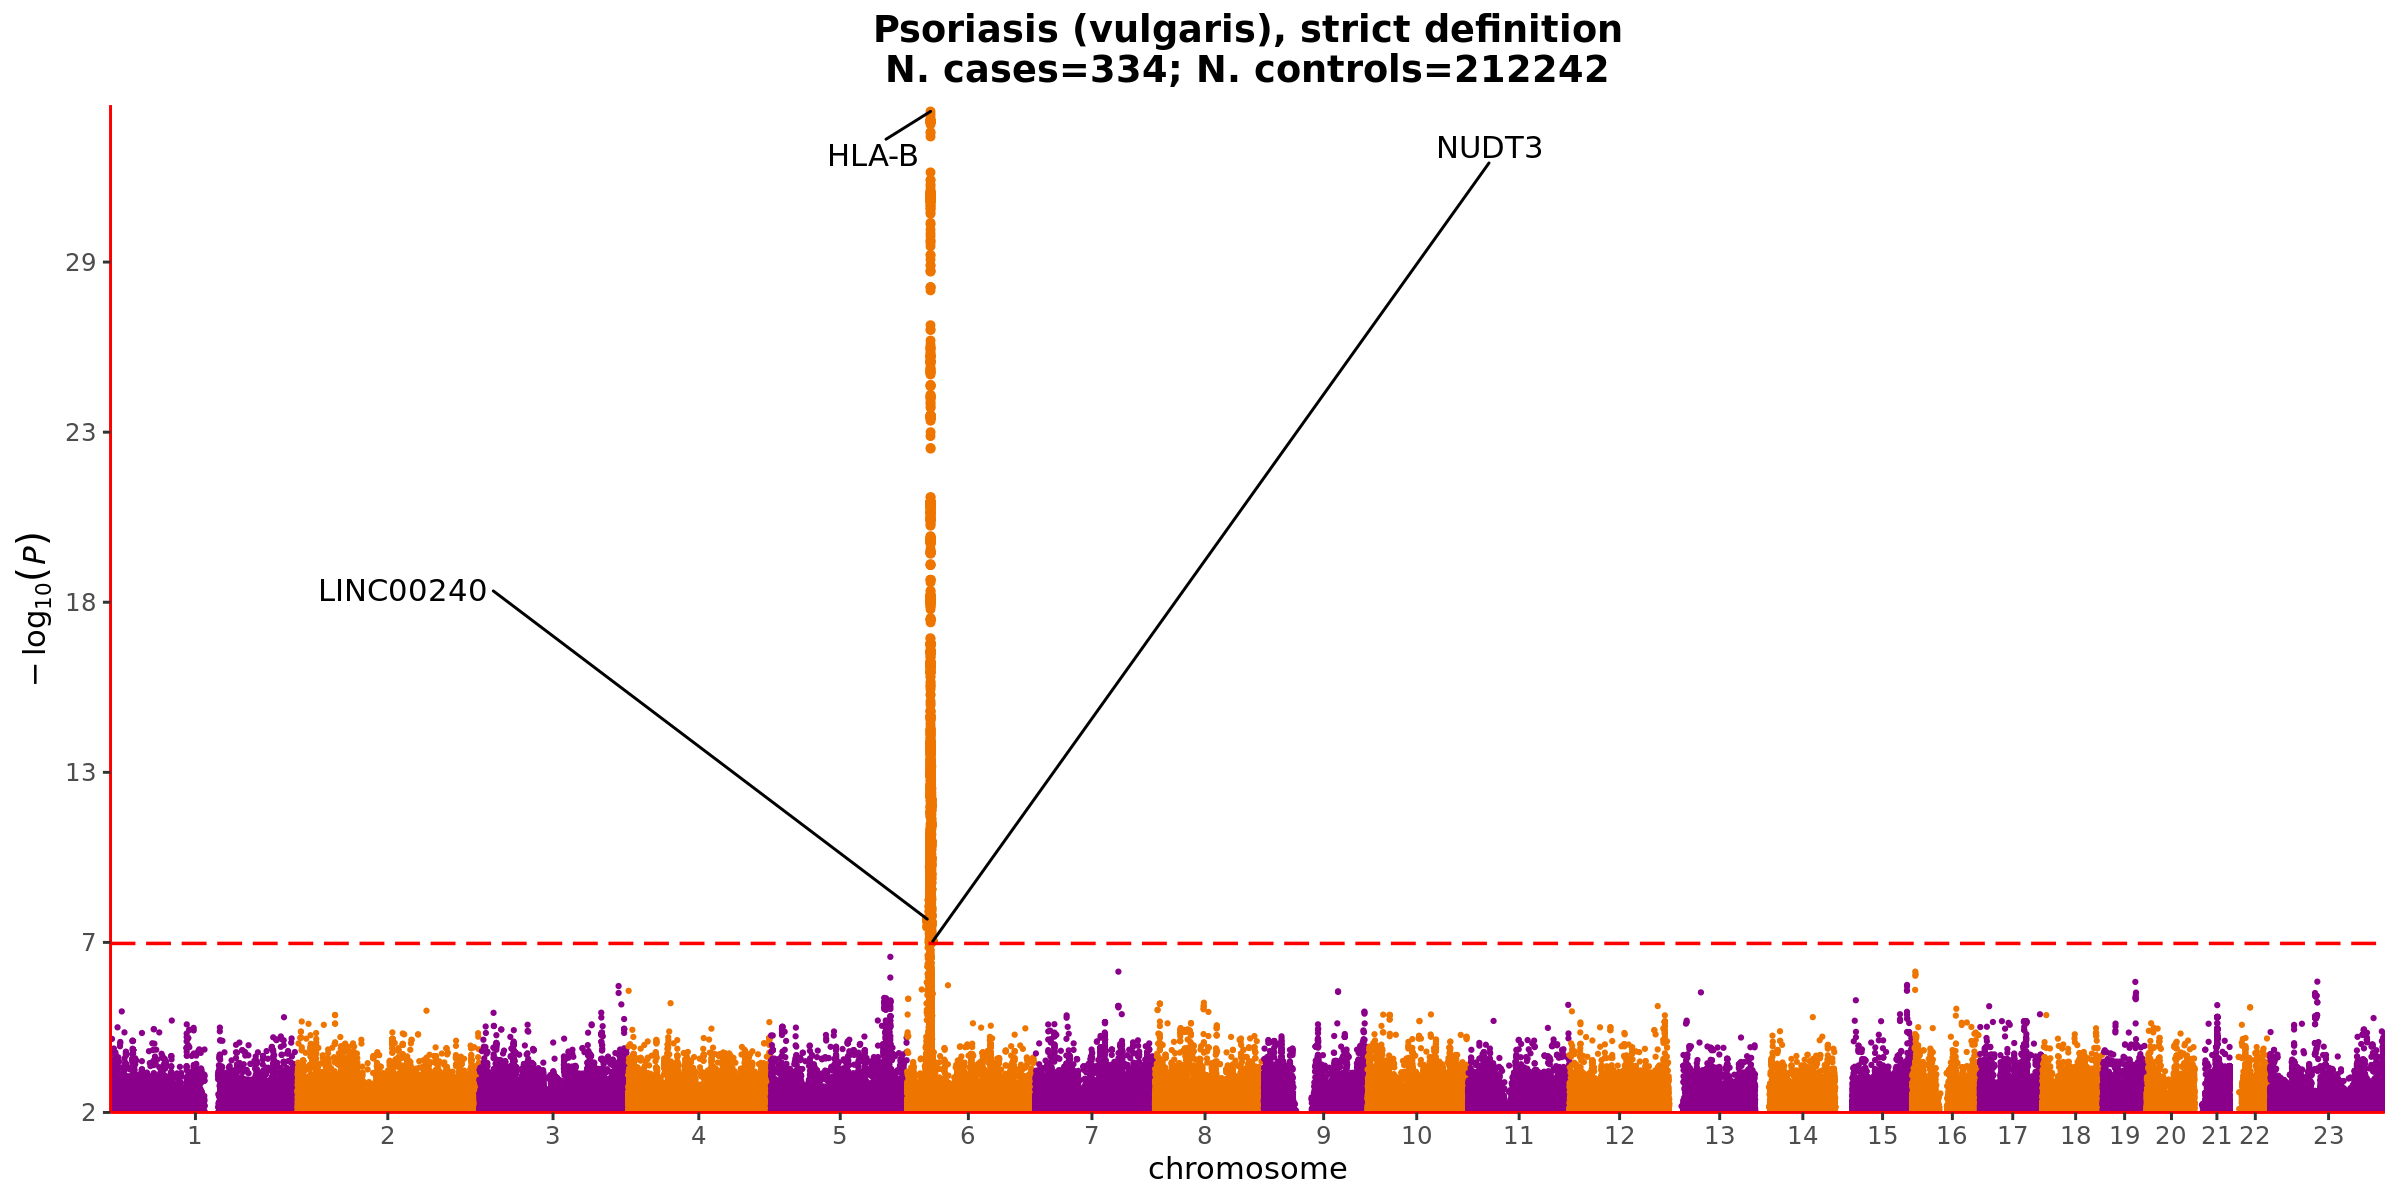 Psoriasis (vulgaris), strict definition
N. cases=334; N. controls=212242
HLA-B
NUDT3
LINC00240
− log10(P)
29
23
18
13
7
2
1 2 3 4 5 6 7 8 9 10 11 12 13 14 15 16 17 18 19 20 21 22 23
chromosome